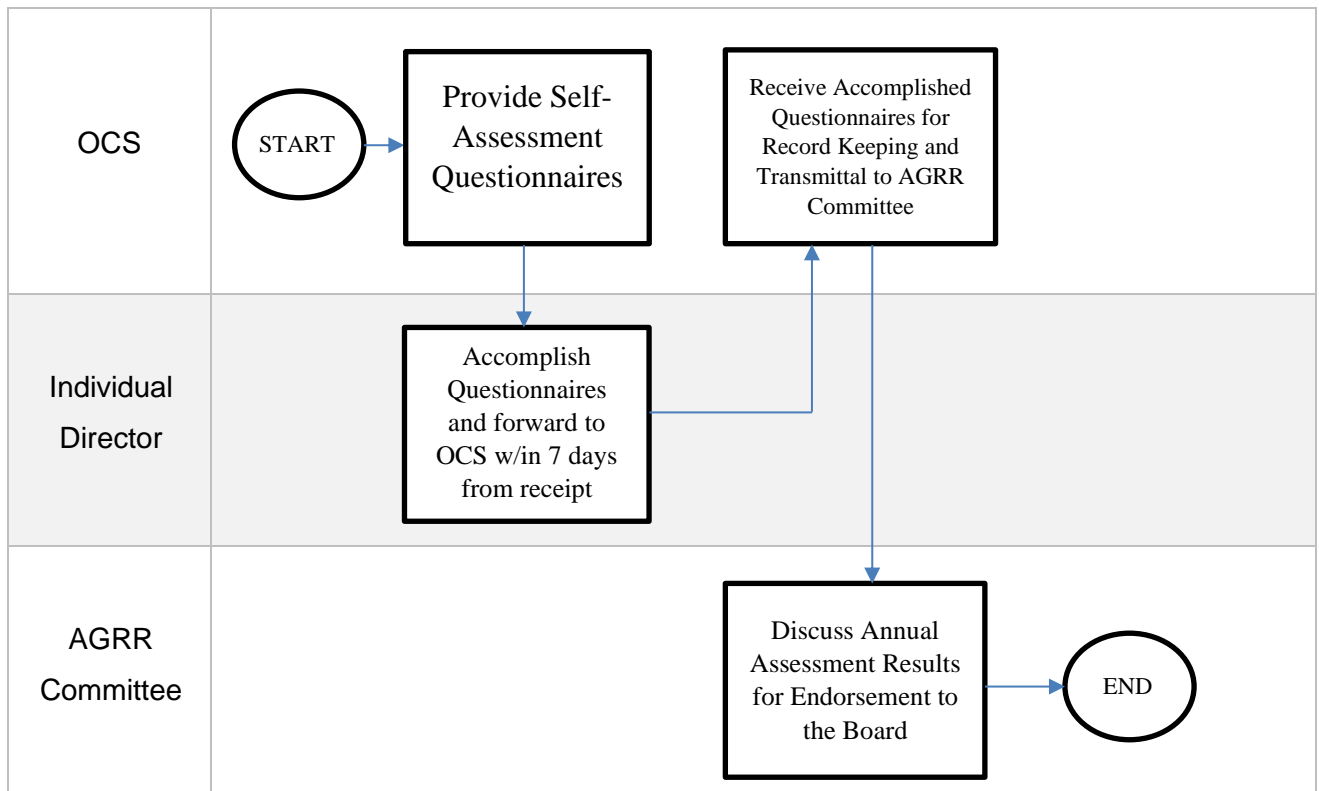 OCS
START
Provide Self-
Assessment
Questionnaires
Receive Accomplished
Questionnaires for
Record Keeping and
Transmittal to AGRR
Committee
Individual
Director
Accomplish
Questionnaires
and forward to
OCS w/in 7 days
from receipt
AGRR
Committee
Discuss Annual
Assessment Results
for Endorsement to
the Board
END